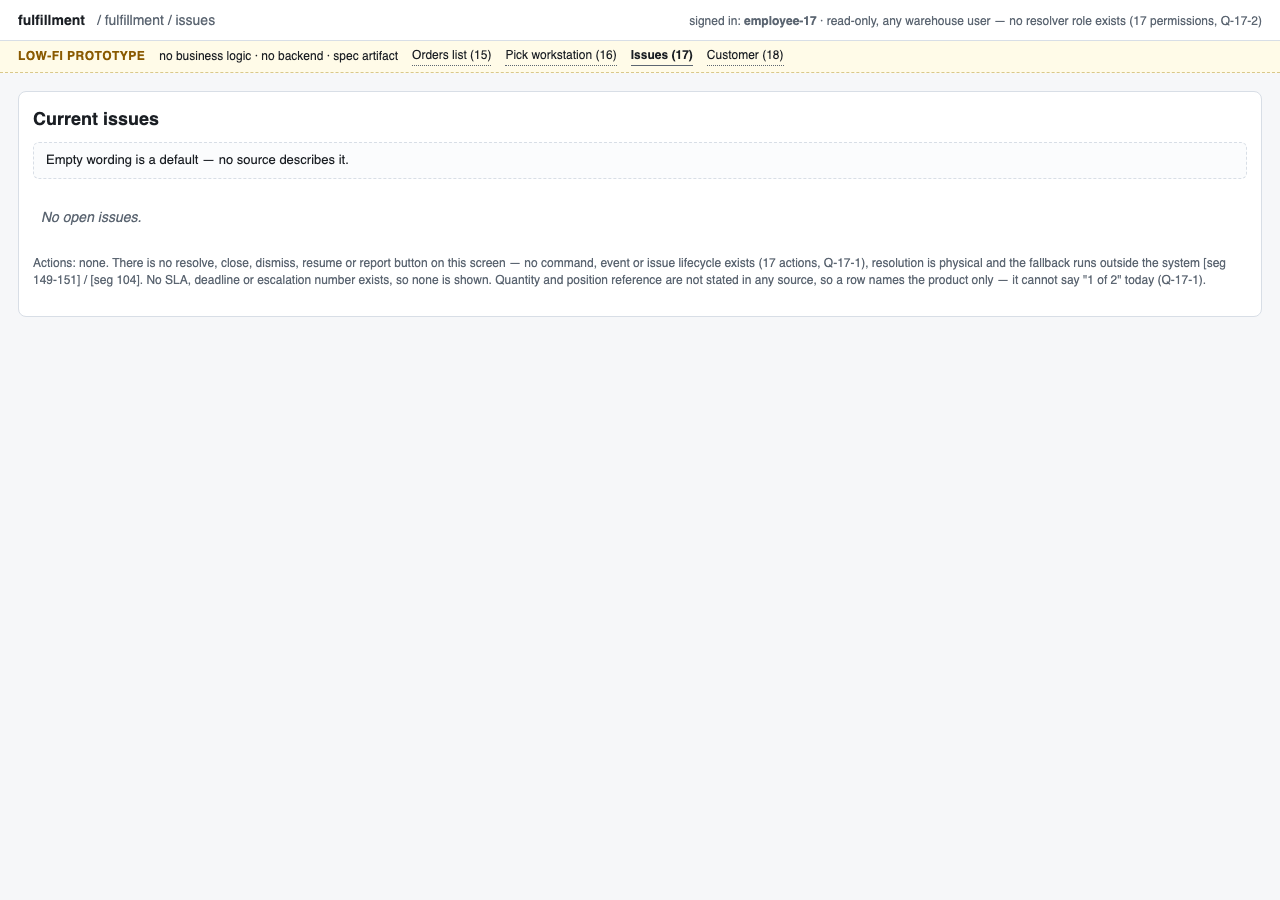 fulfillment / fulfillment / issues signed in: employee-17 · read-only, any warehouse user — no resolver role exists (17 permissions, Q-17-2)
LOW-FI PROTOTYPE no business logic · no backend · spec artifact Orders list (15) Pick workstation (16) Issues (17) Customer (18)
Current issues
Empty wording is a default — no source describes it.
No open issues.
Actions: none. There is no resolve, close, dismiss, resume or report button on this screen — no command, event or issue lifecycle exists (17 actions, Q-17-1), resolution is physical and the fallback runs outside the system [seg
149-151] / [seg 104]. No SLA, deadline or escalation number exists, so none is shown. Quantity and position reference are not stated in any source, so a row names the product only — it cannot say "1 of 2" today (Q-17-1).